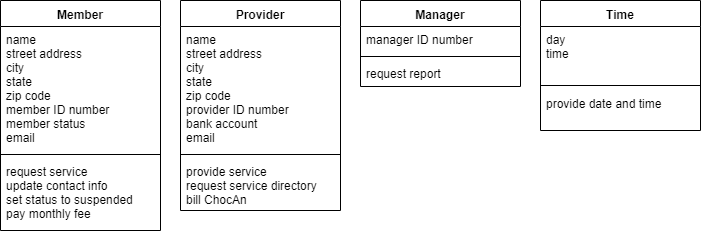 Member
name
street address
city
state
zip code
member ID number
member status
email
request service
update contact info
set status to suspended
pay monthly fee
Provider
name
street address
city
state
zip code
provider ID number
bank account
email
provide service
request service directory
bill ChocAn
Manager
manager ID number
request report
Time
day
time
provide date and time